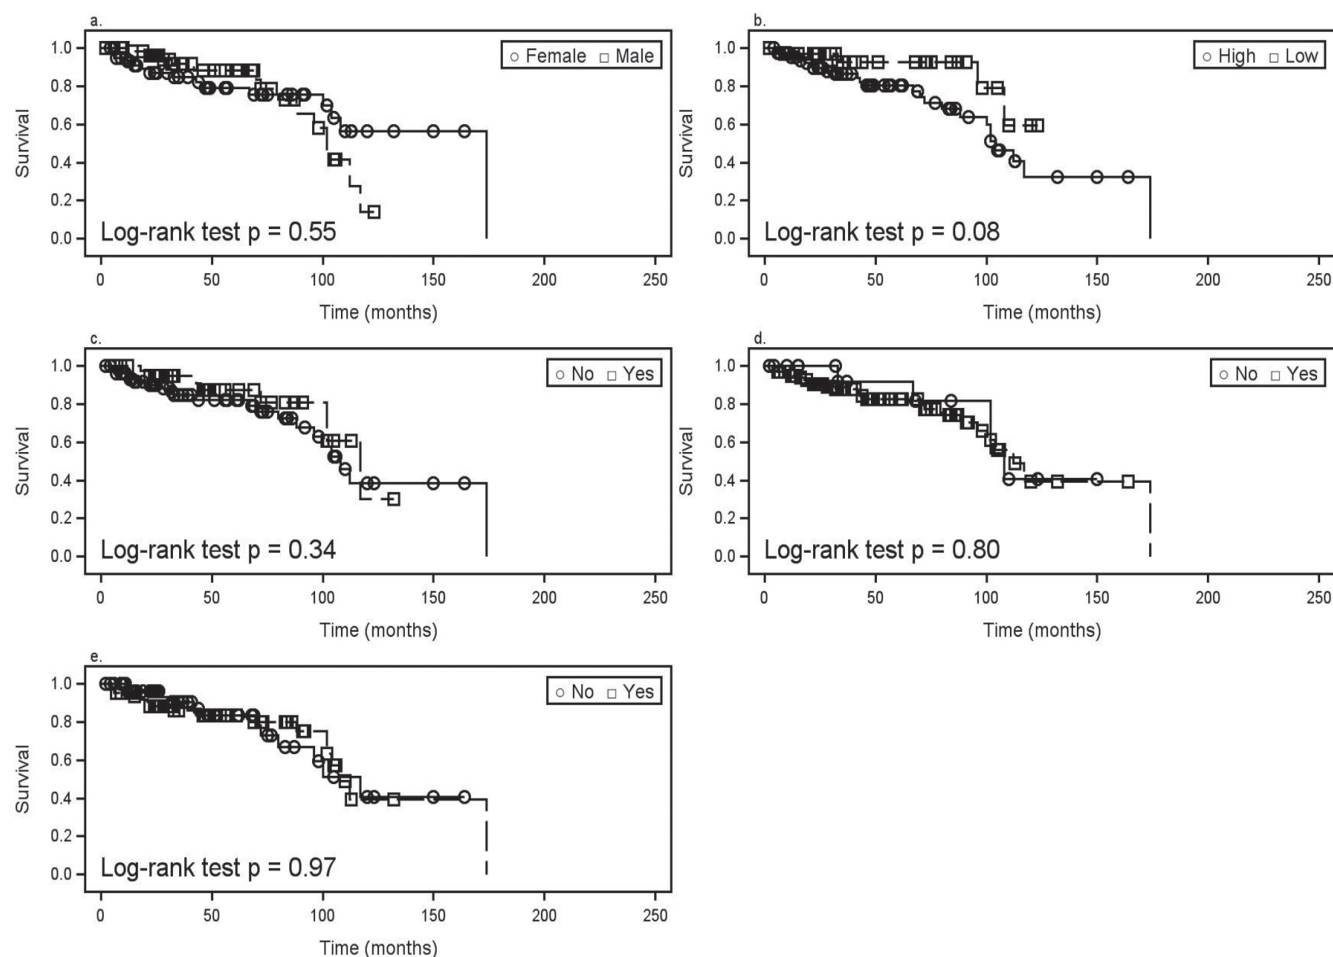 a.
Female Male
Survival
1.0
0.8
0.6
0.4
0.2
0.0
Log-rank test p = 0.55
0 50 100 150 200 250
Time (months)
b.
High Low
Survival
1.0
0.8
0.6
0.4
0.2
0.0
Log-rank test p = 0.08
0 50 100 150 200 250
Time (months)
c.
No Yes
Survival
1.0
0.8
0.6
0.4
0.2
0.0
Log-rank test p = 0.34
0 50 100 150 200 250
Time (months)
d.
No Yes
Survival
1.0
0.8
0.6
0.4
0.2
0.0
Log-rank test p = 0.80
0 50 100 150 200 250
Time (months)
e.
No Yes
Survival
1.0
0.8
0.6
0.4
0.2
0.0
Log-rank test p = 0.97
0 50 100 150 200 250
Time (months)